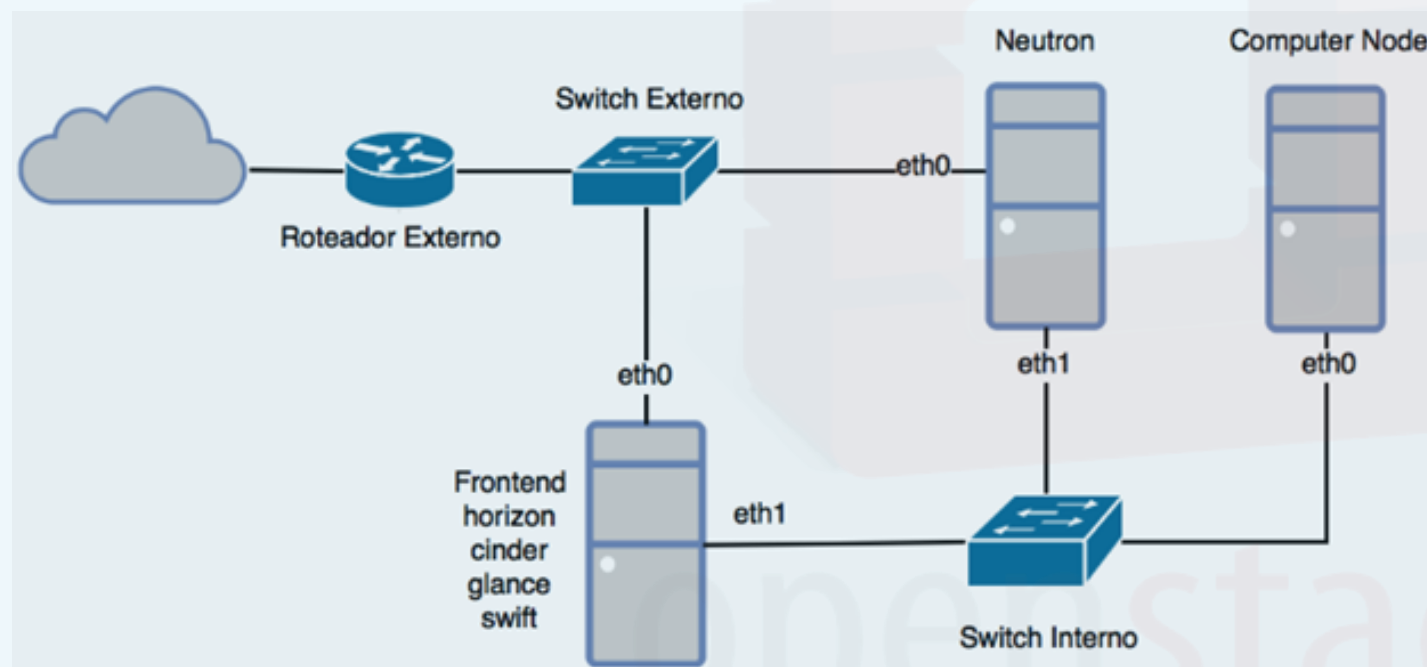 Neutron
Computer Node
Switch Externo
eth0
Roteador Externo
eth0
eth1
eth0
Frontend
horizon
cinder
glance
swift
eth1
Switch Interno
openstac